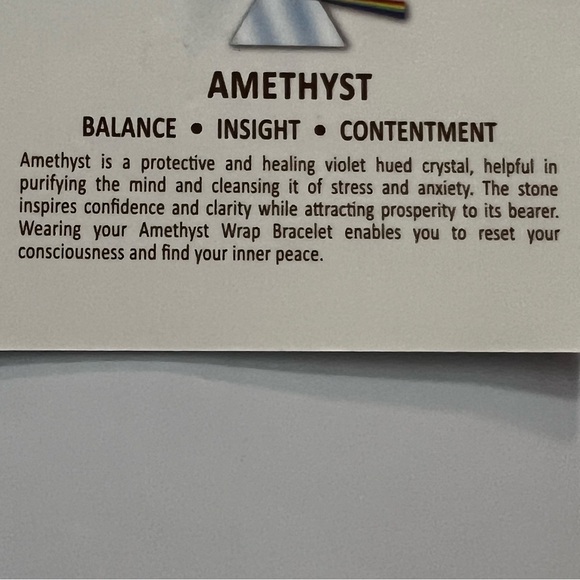 AMETHYST
BALANCE • INSIGHT • CONTENTMENT
Amethyst is a protective and healing violet hued crystal, helpful in
purifying the mind and cleansing it of stress and anxiety. The stone
inspires confidence and clarity while attracting prosperity to its bearer.
Wearing your Amethyst Wrap Bracelet enables you to reset your
consciousness and find your inner peace.